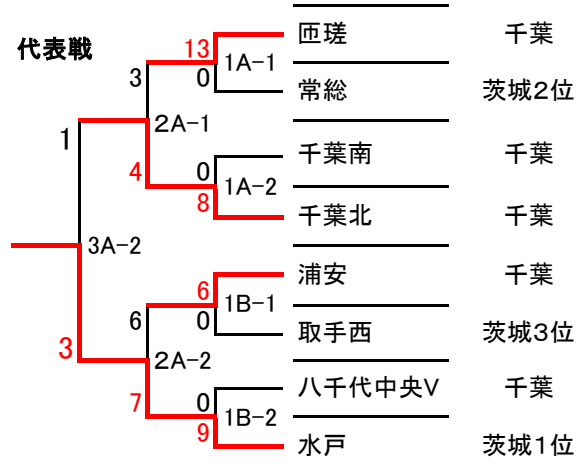 代表戦
13
1A-1
匝瑳
千葉
3
0
常総
茨城2位
1
2A-1
0
千葉南
千葉
4
1A-2
8
千葉北
千葉
3A-2
浦安
千葉
6
1B-1
6
0
取手西
茨城3位
3
2A-2
八千代中央V
千葉
7
0
1B-2
9
水戸
茨城1位